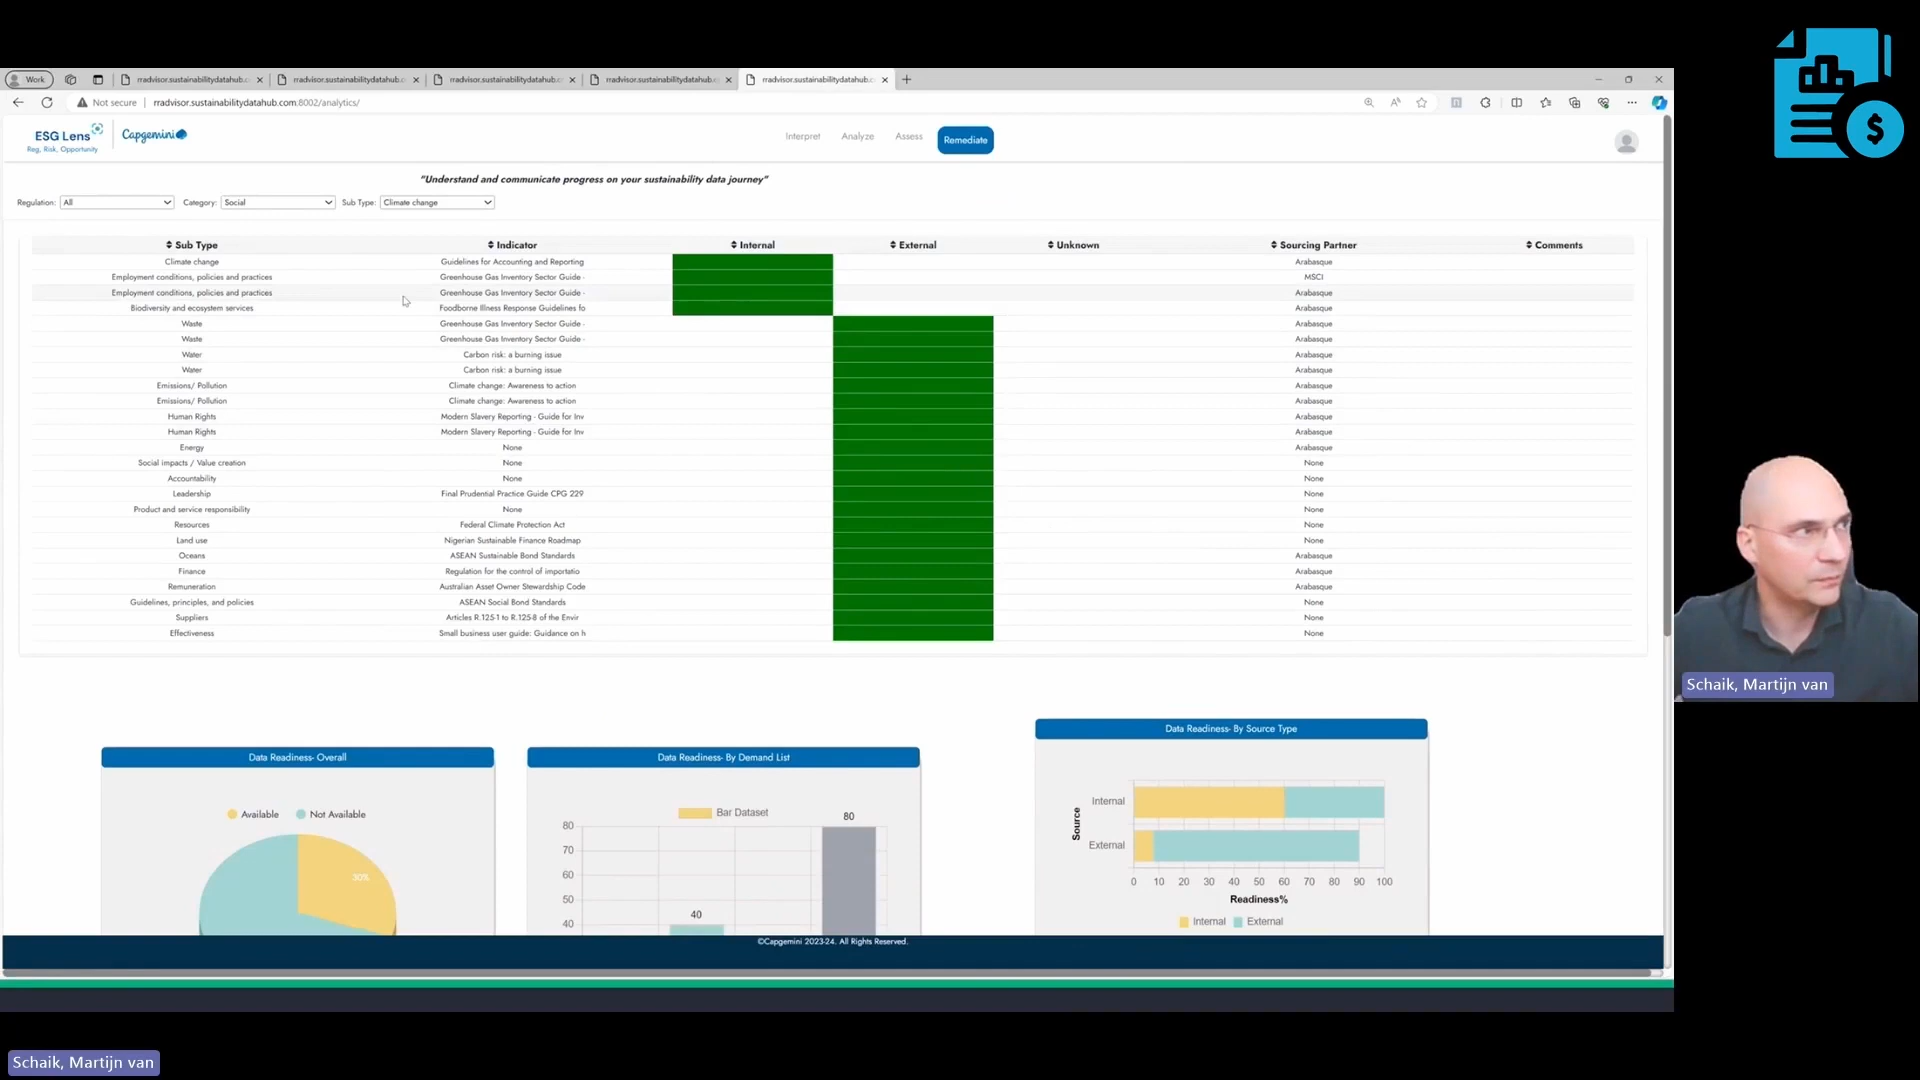 Work
rradvisor.sustainabilitydatahub.c
rradvisor.sustainabilitydatahub.c
rradvisor.sustainabilitydatahub.c
rradvisor.sustainabilitydatahub.c
rradvisor.sustainabilitydatahub.c
Not secure
rradvisor.sustainabilitydatahub.com:8002/analytics/
ESG Lens
Reg, Risk, Opportunity
Capgemini
Interpret Analyze Assess Remediate
"Understand and communicate progress on your sustainability data journey"
Regulation: All Category: Social Sub Type: Climate change
Sub Type Indicator Internal External Unknown Sourcing Partner Comments
Climate change Guidelines for Accounting and Reporting Arabasque
Employment conditions, policies and practices Greenhouse Gas Inventory Sector Guide - MSCI
Employment conditions, policies and practices Greenhouse Gas Inventory Sector Guide - Arabasque
Biodiversity and ecosystem services Foodborne Illness Response Guidelines fo Arabasque
Waste Greenhouse Gas Inventory Sector Guide - Arabasque
Waste Greenhouse Gas Inventory Sector Guide - Arabasque
Water Carbon risk: a burning issue Arabasque
Water Carbon risk: a burning issue Arabasque
Emissions/ Pollution Climate change: Awareness to action Arabasque
Emissions/ Pollution Climate change: Awareness to action Arabasque
Human Rights Modern Slavery Reporting - Guide for Inv Arabasque
Human Rights Modern Slavery Reporting - Guide for Inv Arabasque
Energy None Arabasque
Social impacts / Value creation None None
Accountability None None
Leadership Final Prudential Practice Guide CPG 229 None
Product and service responsibility None None
Resources Federal Climate Protection Act None
Land use Nigerian Sustainable Finance Roadmap None
Oceans ASEAN Sustainable Bond Standards Arabasque
Finance Regulation for the control of importatio Arabasque
Remuneration Australian Asset Owner Stewardship Code Arabasque
Guidelines, principles, and policies ASEAN Social Bond Standards None
Suppliers Articles R.125-1 to R.125-8 of the Envir None
Effectiveness Small business user guide: Guidance on h None
Data Readiness- Overall
Available Not Available
30%
Data Readiness- By Demand List
Bar Dataset
80
70
60
50
40
40
80
Data Readiness- By Source Type
Source
Internal
External
0 10 20 30 40 50 60 70 80 90 100
Readiness%
Internal External
©Capgemini 2023-24. All Rights Reserved.
$
Schaik, Martijn van
Schaik, Martijn van